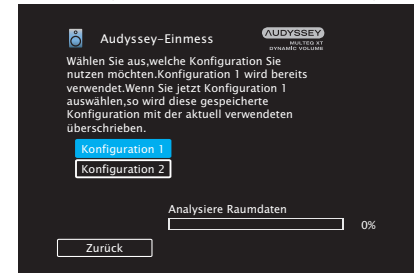 Audyssey-Einmess
AUDYSSEY
MULTEQ XT
DYNAMIC VOLUME
Wählen Sie aus,welche Konfiguration Sie
nutzen möchten.Konfiguration 1 wird bereits
verwendet.Wenn Sie jetzt Konfiguration 1
auswählen,so wird diese gespeicherte
Konfiguration mit der aktuell verwendeten
überschrieben.
Konfiguration 1
Konfiguration 2
Analysiere Raumdaten
0%
Zurück